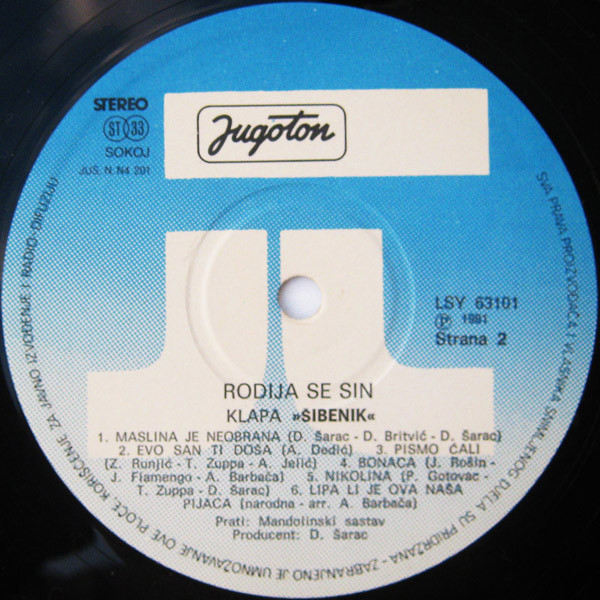 STEREO
ST 33
SOKOJ
JUS. N. N4 201
Jugoton
LSY 63101
Ⓟ 1981
Strana 2
RODIJA SE SIN
KLAPA »ŠIBENIK«
1. MASLINA JE NEOBRANA (D. Šarac - D. Britvić - D. Šarac)
2. EVO SAN TI DOŠA (A. Dedić) 3. PISMO ĆALI
(Z. Runjić - T. Zuppa - A. Jelić) 4. BONACA (J. Rošin -
J. Fiamengo - A. Barbača) 5. NIKOLINA (P. Gotovac -
T. Zuppa - D. Šarac) 6. LIPA LI JE OVA NAŠA
PIJACA (narodna - arr. A. Barbača)
Prati: Mandolinski sastav
Producent: D. Šarac
SVA PRAVA PROIZVOĐAČA I VLASNIKA SNIMLJENOG DJELA SU PRIDRŽANA - ZABRANJENO JE UMNOŽAVANJE OVE PLOČE, KORIŠĆENJE ZA JAVNO IZVOĐENJE I RADIO-DIFUZIJU